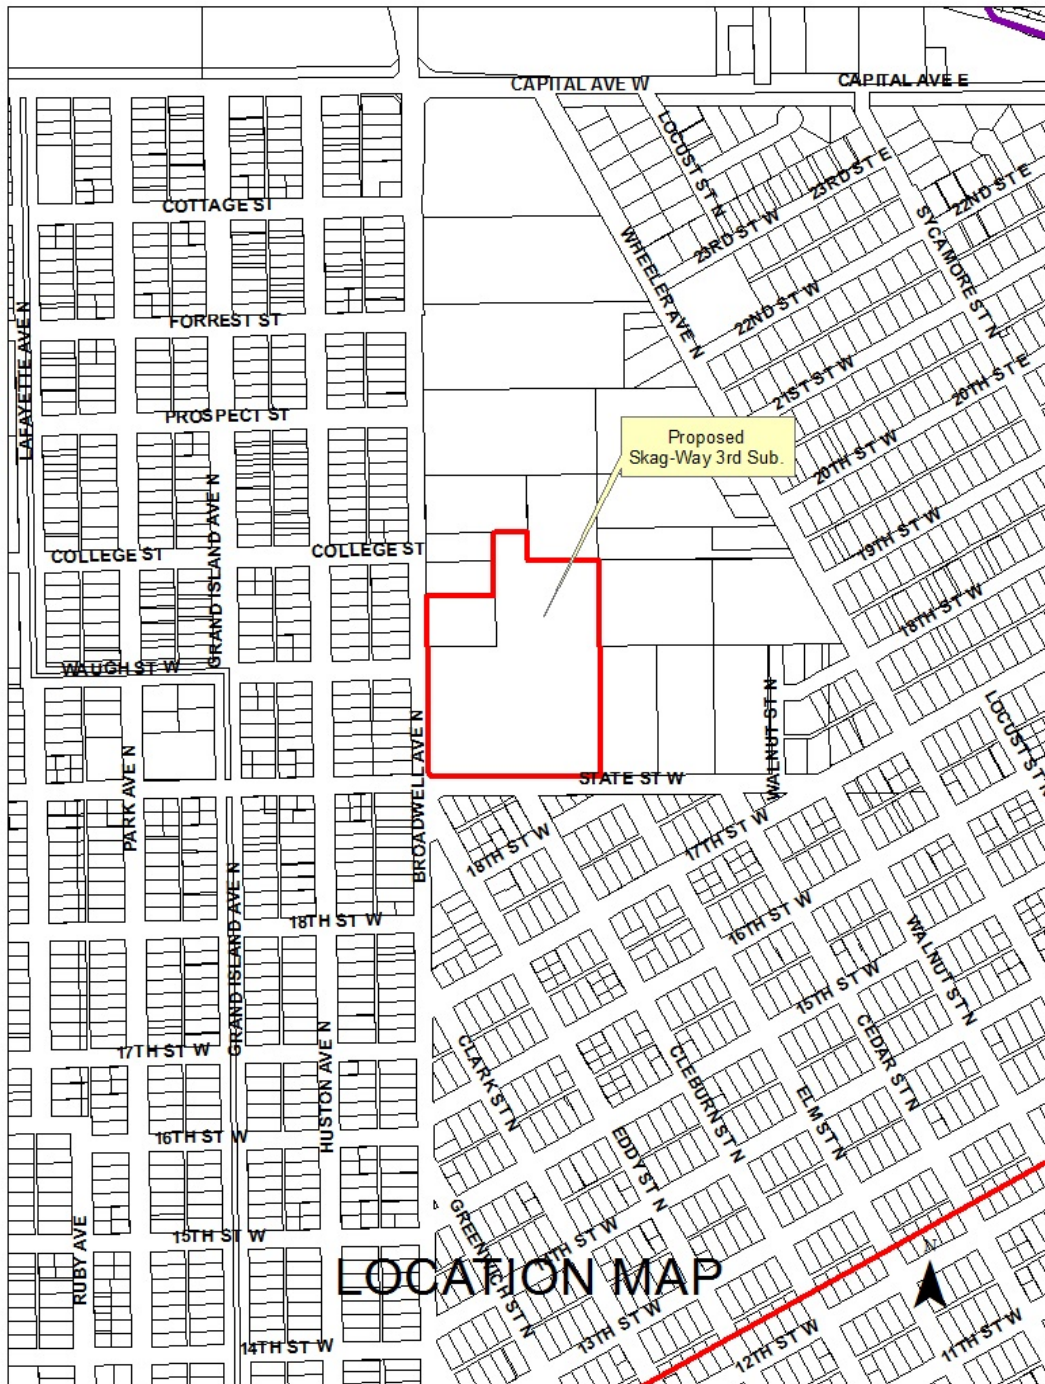 CAPITAL AVE W
CAPITAL AVE E
LOCUST ST N
23RD ST E
22ND ST E
COTTAGE ST
23RD ST W
SYCAMORE ST N
WHEELER AVE N
22ND ST W
LAFAYETTE AVE N
FORREST ST
21ST ST W
20TH ST E
PROSPECT ST
Proposed
Skag-Way 3rd Sub.
20TH ST W
GRAND ISLAND AVE N
19TH ST W
COLLEGE ST
COLLEGE ST
18TH ST W
WAUGH ST W
WALNUT ST N
LOCUST ST N
BROADWELL AVE N
PARK AVE N
STATE ST W
18TH ST W
17TH ST W
GRAND ISLAND AVE N
18TH ST W
16TH ST W
WALNUT ST N
15TH ST W
17TH ST W
HUSTON AVE N
CLARK ST N
CLEBURN ST N
CEDAR ST N
ELM ST N
16TH ST W
EDDY ST N
RUBY AVE
15TH ST W
GREENWICH ST N
14TH ST W
N
LOCATION MAP
14TH ST W
13TH ST W
12TH ST W
11TH ST W